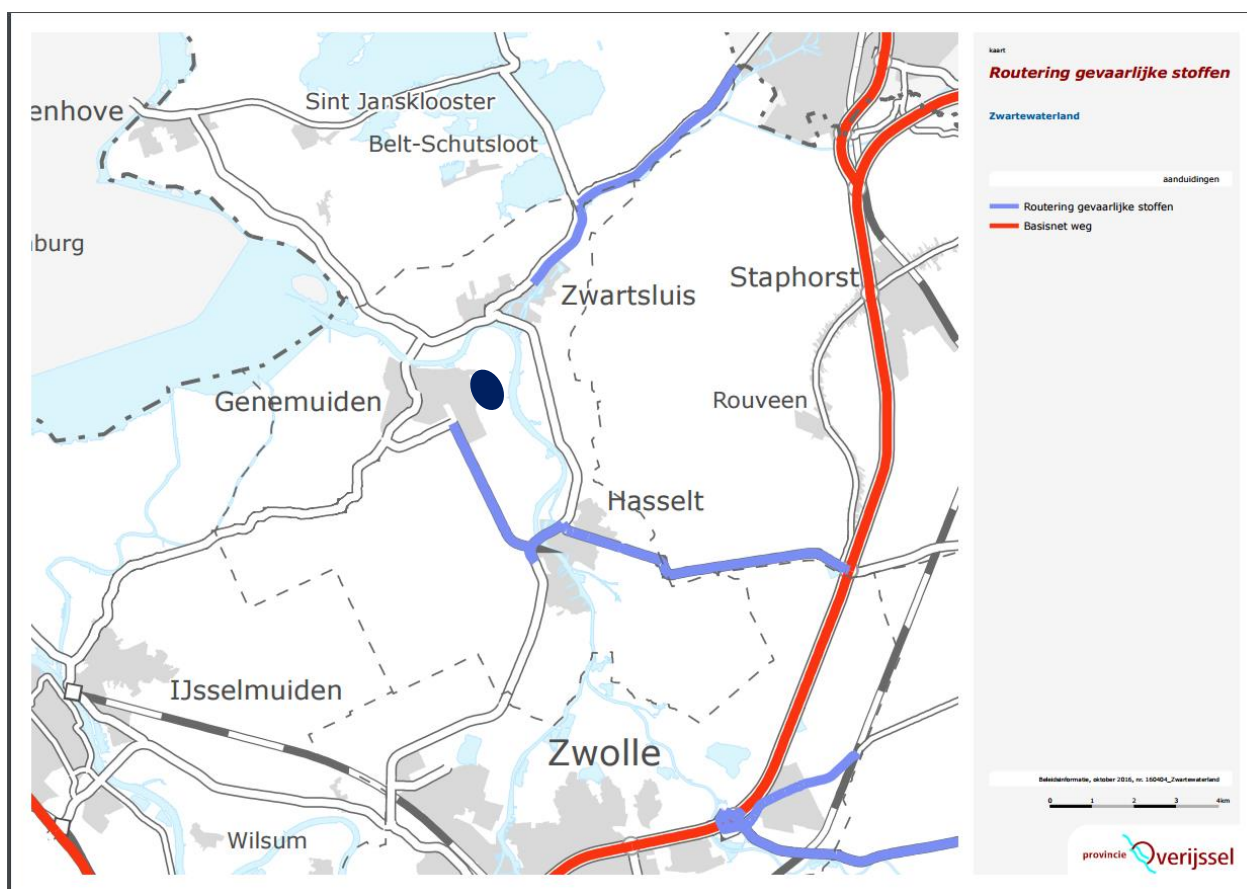 enhove
Sint Jansklooster
Belt-Schutsloot
nburg
Zwartsluis
Staphorst
Genemuiden
Rouveen
Hasselt
IJsselmuiden
Zwolle
Wilsum
kaart
Routering gevaarlijke stoffen
Zwartewaterland
aanduidingen
Routering gevaarlijke stoffen
Basisnet weg
Beleidsinformatie, oktober 2016, nr. 160404_Zwartewaterland
0 1 2 3 4km
provincie Overijssel